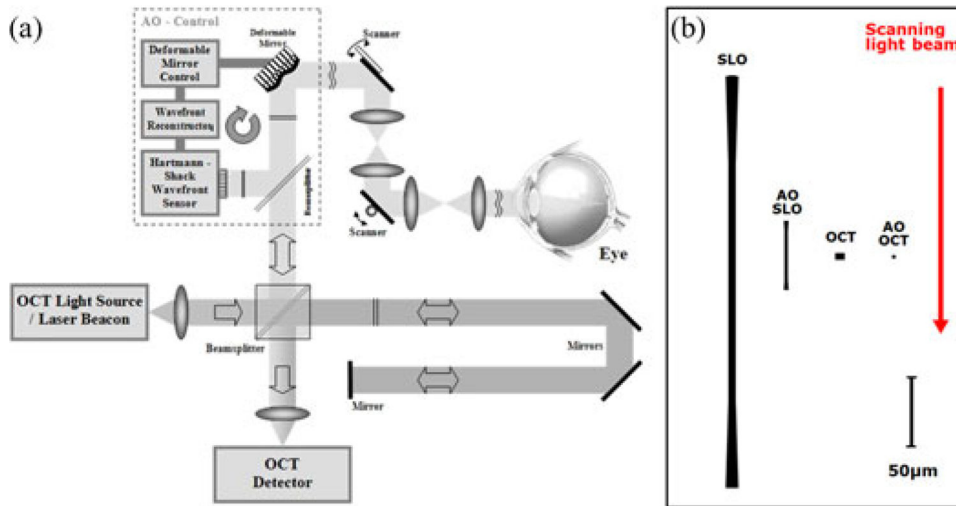 (a)
AO - Control
Deformable
Mirror
Control
Wavefront
Reconstructor
Hartmann -
Shack
Wavefront
Sensor
Deformable
Mirror
Scanner
Beamsplitter
Scanner
Eye
OCT Light Source
/ Laser Beacon
Beamsplitter
Mirrors
Mirror
OCT
Detector
(b)
Scanning
light beam
SLO
AO
SLO
OCT
AO
OCT
50µm